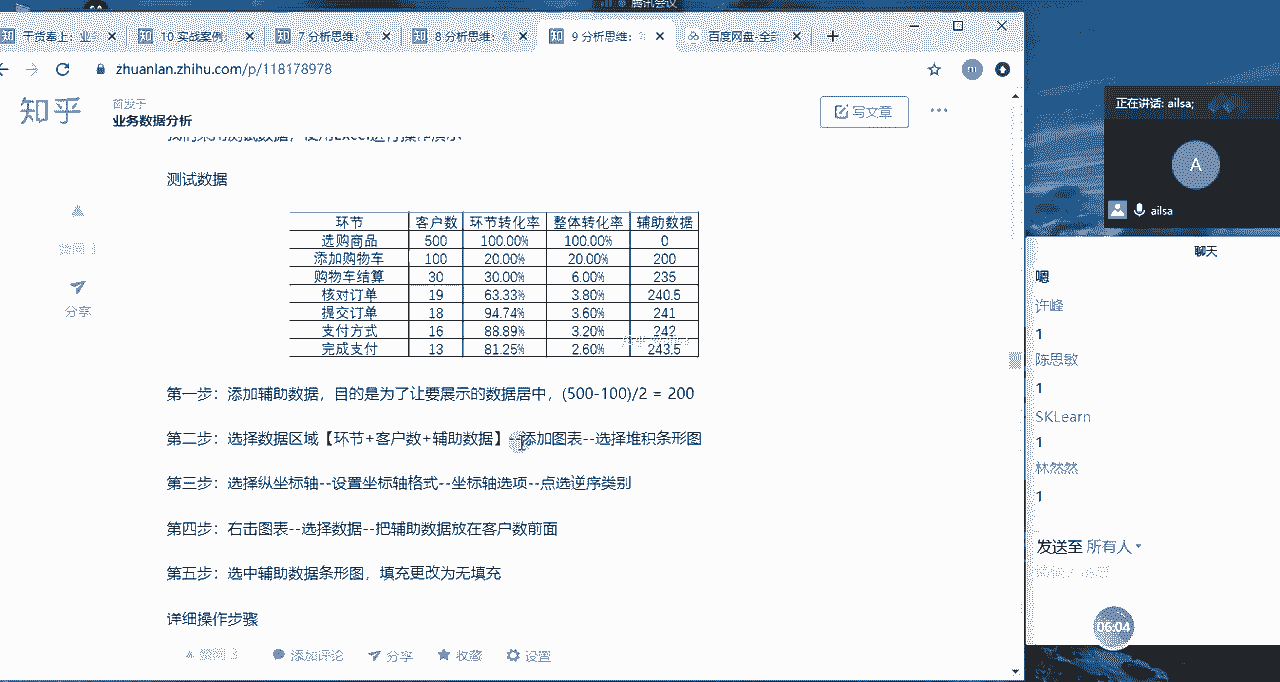 腾讯会议
干货奉上：业
10 实战案例：
7 分析思维：
8 分析思维：
9 分析思维：
百度网盘-全部
zhuanlan.zhihu.com/p/118178978
m
知乎
首发于
业务数据分析
写文章
正在讲话: ailsa;
A
ailsa
测试数据
环节 客户数 环节转化率 整体转化率 辅助数据
选购商品 500 100.00% 100.00% 0
添加购物车 100 20.00% 20.00% 200
购物车结算 30 30.00% 6.00% 235
核对订单 19 63.33% 3.80% 240.5
提交订单 18 94.74% 3.60% 241
支付方式 16 88.89% 3.20% 242
完成支付 13 81.25% 2.60% 243.5
分享
第一步：添加辅助数据，目的是为了让要展示的数据居中，(500-100)/2 = 200
第二步：选择数据区域【环节+客户数+辅助数据】--添加图表--选择堆积条形图
第三步：选择纵坐标轴--设置坐标轴格式--坐标轴选项--点选逆序类别
第四步：右击图表--选择数据--把辅助数据放在客户数前面
第五步：选中辅助数据条形图，填充更改为无填充
详细操作步骤
赞同 3 添加评论 分享 收藏 设置
聊天
嗯
许峰
1
陈思敏
1
SKLearn
1
林然然
1
发送至 所有人
06:04